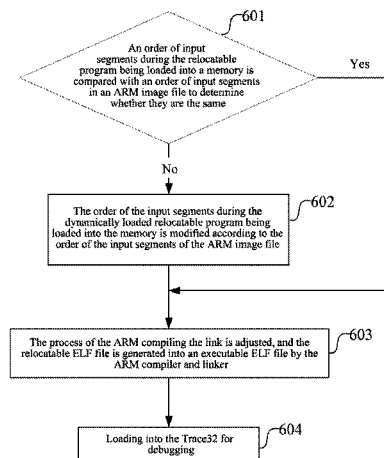 601
An order of input
segments during the relocatable
program being loaded into a memory is
compared with an order of input segments
in an ARM image file to determine
whether they are the same
Yes
No
602
The order of the input segments during the
dynamically loaded relocatable program being
loaded into the memory is modified according to the
order of the input segments of the ARM image file
603
The process of the ARM compiling the link is adjusted, and the
relocatable ELF file is generated into an executable ELF file by the
ARM compiler and linker
604
Loading into the Trace32 for
debugging